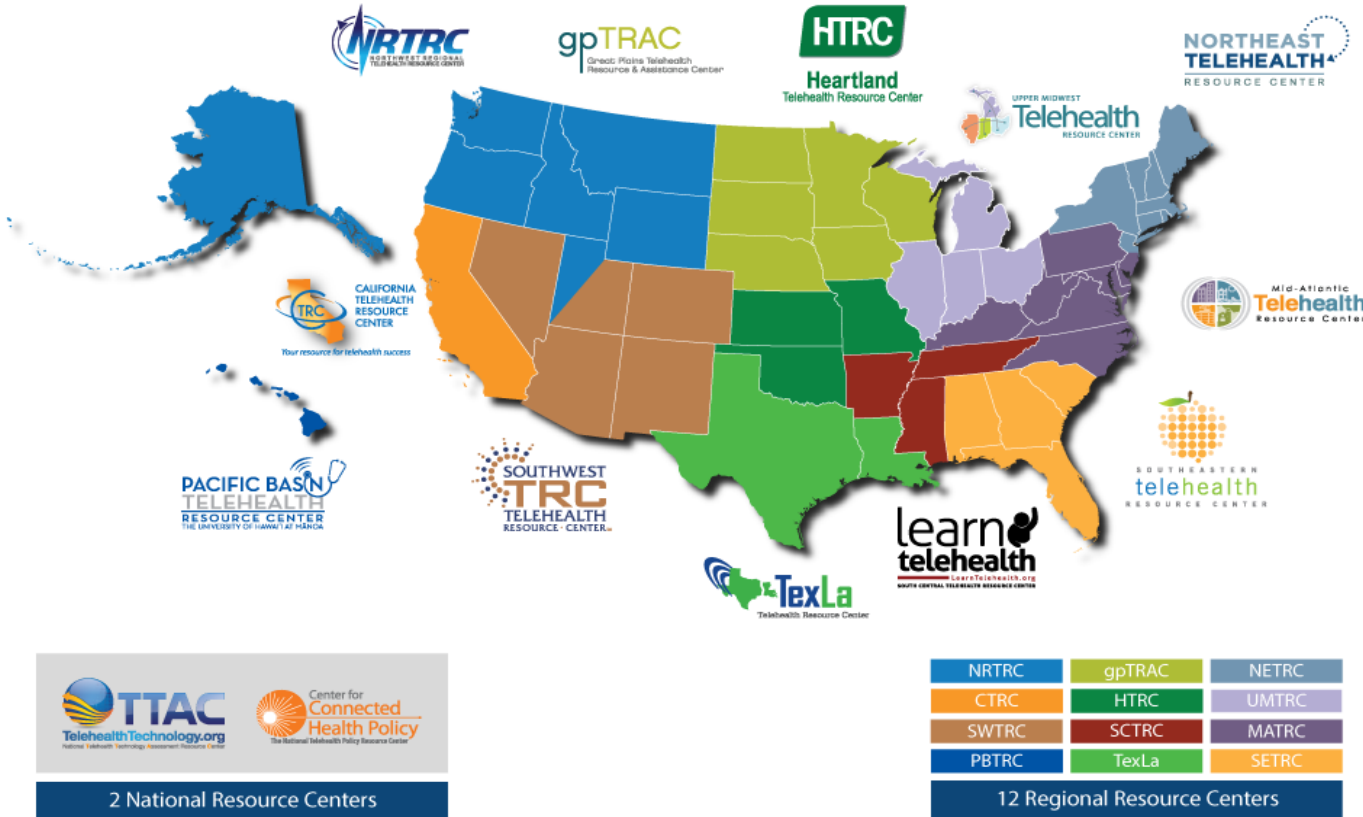 NRTRC
NORTHWEST REGIONAL
TELEHEALTH RESOURCE CENTER
gpTRAC
Great Plains Telehealth
Resource & Assistance Center
HTRC
Heartland
Telehealth Resource Center
NORTHEAST
TELEHEALTH
RESOURCE CENTER
UPPER MIDWEST
Telehealth
RESOURCE CENTER
TRC
CALIFORNIA
TELEHEALTH
RESOURCE
CENTER
Your resource for telehealth success
Mid-Atlantic
Telehealth
Resource Center
PACIFIC BASIN
TELEHEALTH
RESOURCE CENTER
THE UNIVERSITY OF HAWAI'I AT MĀNOA
SOUTHWEST
TRC
TELEHEALTH
RESOURCE · CENTER
SOUTHEASTERN
telehealth
RESOURCE CENTER
learn
telehealth
LearnTelehealth.org
SOUTH CENTRAL TELEHEALTH RESOURCE CENTER
TexLa
Telehealth Resource Center
TTAC
TelehealthTechnology.org
National Telehealth Technology Assessment Resource Center
Center for
Connected
Health Policy
The National Telehealth Policy Resource Center
2 National Resource Centers
NRTRC gpTRAC NETRC
CTRC HTRC UMTRC
SWTRC SCTRC MATRC
PBTRC TexLa SETRC
12 Regional Resource Centers